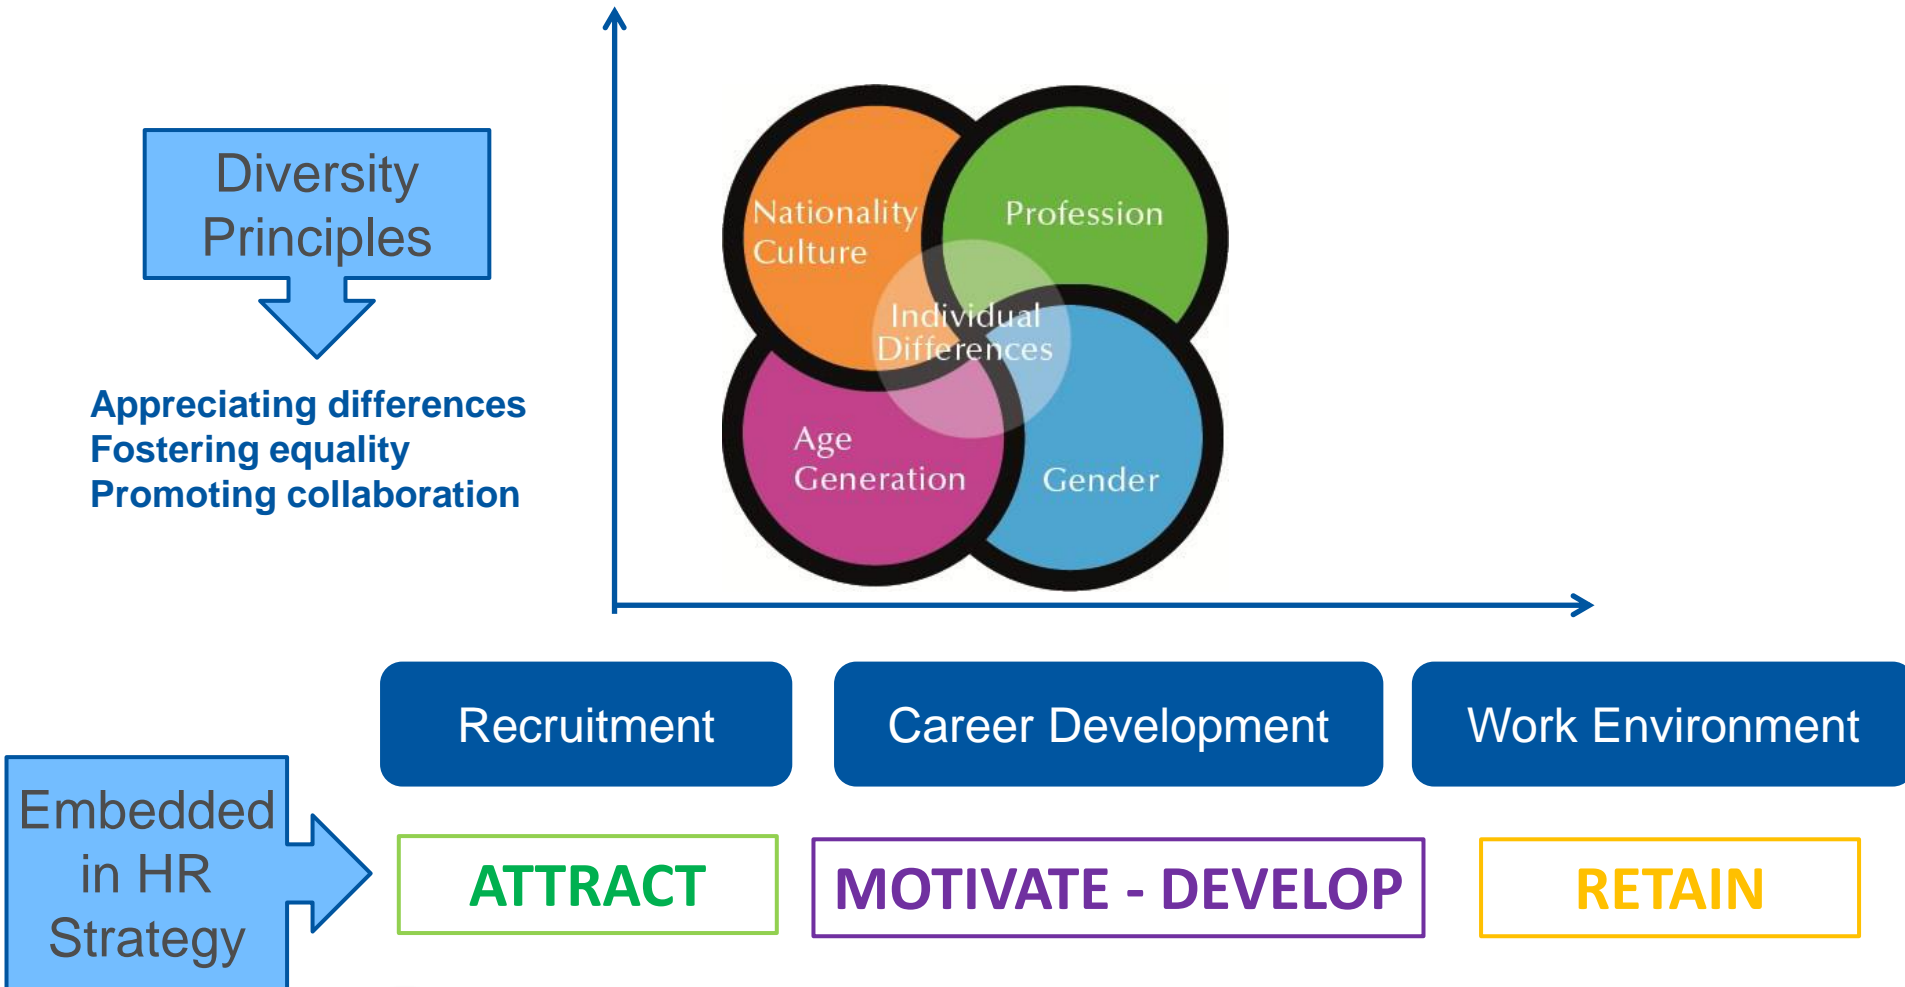 Diversity
Principles
Appreciating differences
Fostering equality
Promoting collaboration
Nationality
Culture
Profession
Individual
Differences
Age
Generation
Gender
Recruitment
Career Development
Work Environment
Embedded
in HR
Strategy
ATTRACT
MOTIVATE - DEVELOP
RETAIN